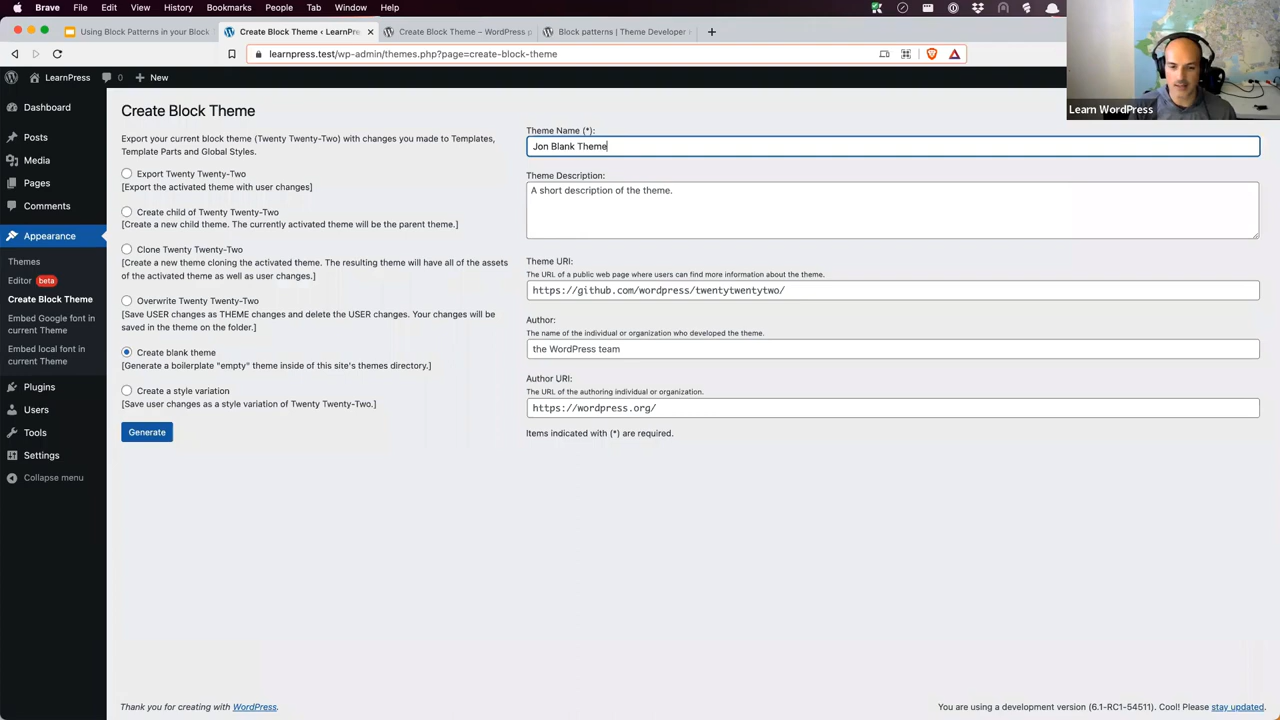 Brave File Edit View History Bookmarks People Tab Window Help
Using Block Patterns in your Block
Create Block Theme ‹ LearnPre
Create Block Theme – WordPress p
Block patterns | Theme Developer
learnpress.test/wp-admin/themes.php?page=create-block-theme
LearnPress 0 New
Learn WordPress
Dashboard
Posts
Media
Pages
Comments
Appearance
Themes
Editor beta
Create Block Theme
Embed Google font in
current Theme
Embed local font in
current Theme
Plugins
Users
Tools
Settings
Collapse menu
Create Block Theme
Export your current block theme (Twenty Twenty-Two) with changes you made to Templates,
Template Parts and Global Styles.
Export Twenty Twenty-Two
[Export the activated theme with user changes]
Create child of Twenty Twenty-Two
[Create a new child theme. The currently activated theme will be the parent theme.]
Clone Twenty Twenty-Two
[Create a new theme cloning the activated theme. The resulting theme will have all of the assets
of the activated theme as well as user changes.]
Overwrite Twenty Twenty-Two
[Save USER changes as THEME changes and delete the USER changes. Your changes will be
saved in the theme on the folder.]
Create blank theme
[Generate a boilerplate "empty" theme inside of this site's themes directory.]
Create a style variation
[Save user changes as a style variation of Twenty Twenty-Two.]
Generate
Theme Name (*):
Jon Blank Theme
Theme Description:
A short description of the theme.
Theme URI:
The URL of a public web page where users can find more information about the theme.
https://github.com/wordpress/twentytwentytwo/
Author:
The name of the individual or organization who developed the theme.
the WordPress team
Author URI:
The URL of the authoring individual or organization.
https://wordpress.org/
Items indicated with (*) are required.
Thank you for creating with WordPress.
You are using a development version (6.1-RC1-54511). Cool! Please stay updated.